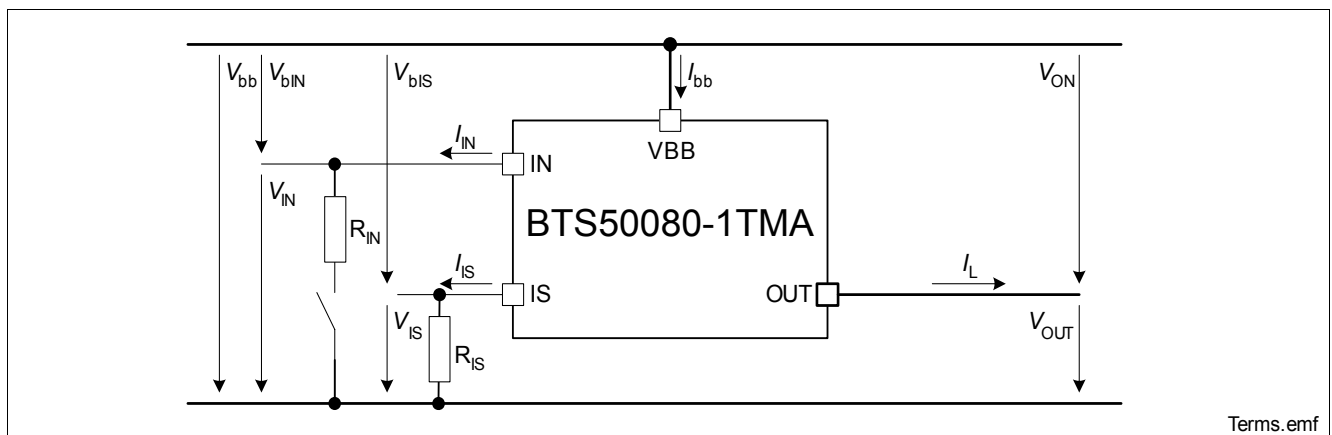 Vbb
VbIN
VbIS
Ibb
VON
VBB
IIN
IN
VIN
RIN
BTS50080-1TMA
IIS
IS
OUT
IL
VIS
RIS
VOUT
Terms.emf